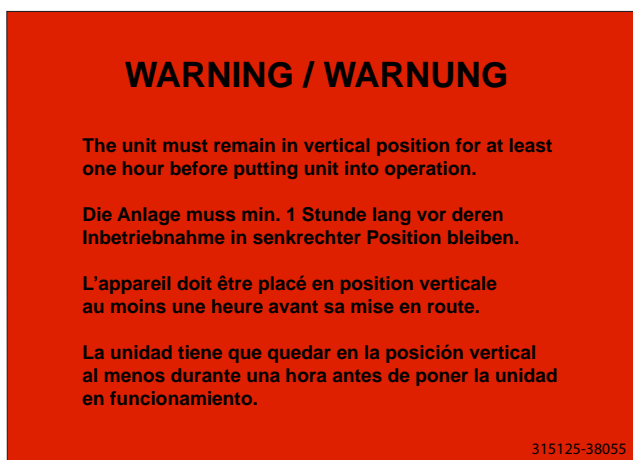 WARNING / WARNUNG
The unit must remain in vertical position for at least
one hour before putting unit into operation.
Die Anlage muss min. 1 Stunde lang vor deren
Inbetriebnahme in senkrechter Position bleiben.
L’appareil doit être placé en position verticale
au moins une heure avant sa mise en route.
La unidad tiene que quedar en la posición vertical
al menos durante una hora antes de poner la unidad
en funcionamiento.
315125-38055